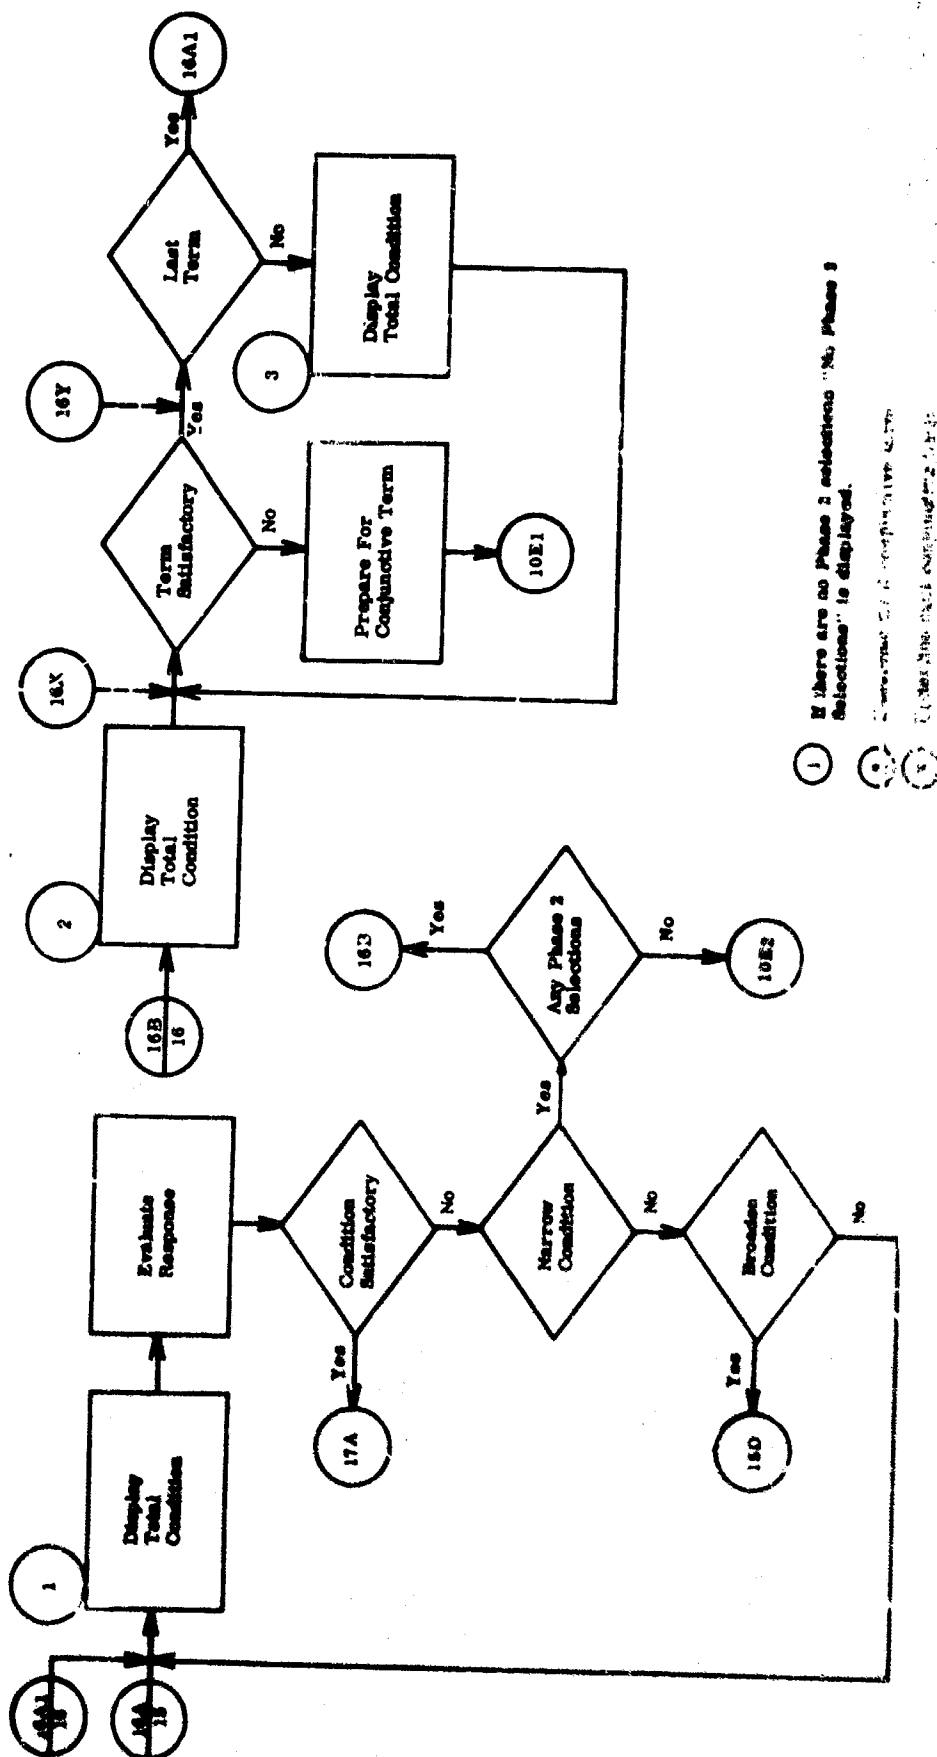 16A1
16
16A
15
1
Display
Total
Condition
Evaluate
Response
Condition
Satisfactory
Yes
17A
No
Narrow
Condition
Yes
Any Phase 2
Selections
Yes
16B
No
10E2
No
Broaden
Condition
Yes
No
16B
16
2
Display
Total
Condition
16X
Term
Satisfactory
No
Prepare For
Conjunctive Term
10E1
Yes
16Y
Last
Term
Yes
16A1
No
3
Display
Total Condition
1
If there are no Phase 2 selections "No Phase 2
Selections" is displayed.